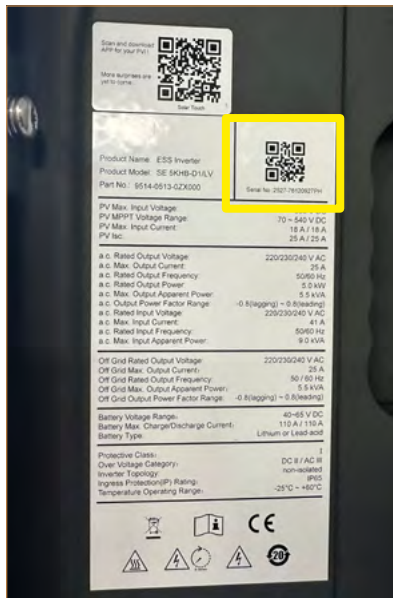 Scan and download
APP for your PV!
More surprises are
yet to come...
Solar Touch
Product Name: ESS Inverter
Product Model: SE 5KHB-D1/LV
Part No.: 9514-0513-0ZX000
Serial No. 2527-76120927PH
PV Max. Input Voltage:
PV MPPT Voltage Range: 70 ~ 540 V DC
PV Max. Input Current: 18 A / 18 A
PV Isc: 25 A / 25 A
a.c. Rated Output Voltage: 220/230/240 V AC
a.c. Max. Output Current: 25 A
a.c. Rated Output Frequency: 50/60 Hz
a.c. Rated Output Power: 5.0 kW
a.c. Max. Output Apparent Power: 5.5 kVA
a.c. Output Power Factor Range: -0.8(lagging) ~ 0.8(leading)
a.c. Rated Input Voltage: 220/230/240 V AC
a.c. Max. Input Current: 41 A
a.c. Rated Input Frequency: 50/60 Hz
a.c. Max. Input Apparent Power: 9.0 kVA
Off Grid Rated Output Voltage: 220/230/240 V AC
Off Grid Max. Output Current: 25 A
Off Grid Rated Output Frequency: 50 / 60 Hz
Off Grid Max. Output Apparent Power: 5.5 kVA
Off Grid Output Power Factor Range: -0.8(lagging) ~ 0.8(leading)
Battery Voltage Range: 40~65 V DC
Battery Max. Charge/Discharge Current: 110 A / 110 A
Battery Type: Lithium or Lead-acid
Protective Class: I
Over Voltage Category: DC II / AC III
Inverter Topology: non-isolated
Ingress Protection(IP) Rating: IP65
Temperature Operating Range: -25°C ~ +60°C
CE
20